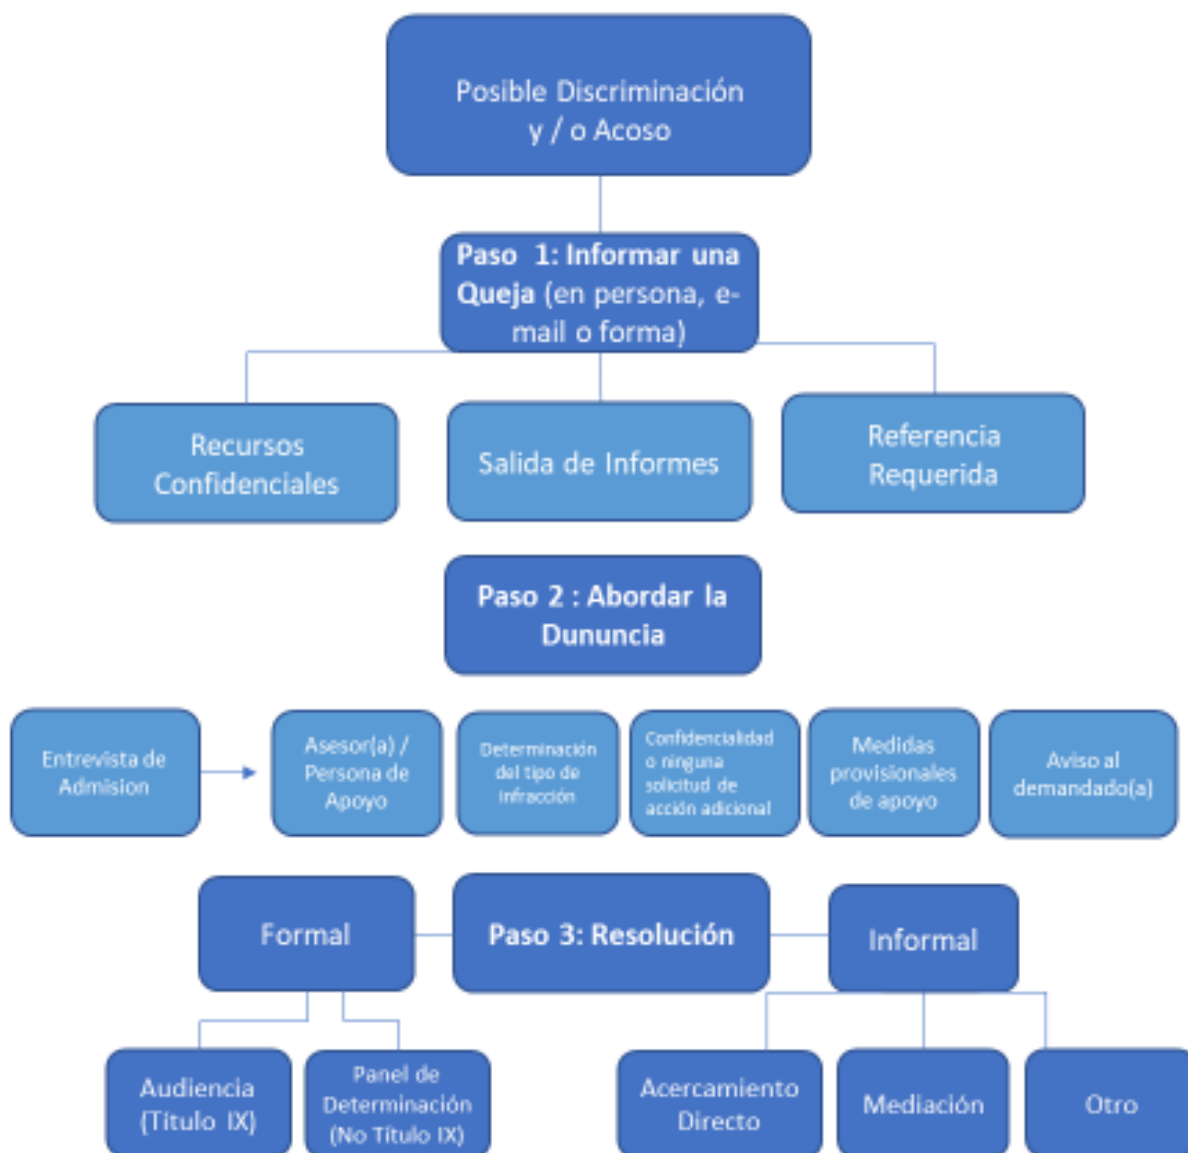 Posible Discriminación
y / o Acoso
Paso 1: Informar una
Queja (en persona, e-
mail o forma)
Recursos
Confidenciales
Salida de Informes
Referencia
Requerida
Paso 2 : Abordar la
Dununcia
Entrevista de
Admision
Asesor(a) /
Persona de
Apoyo
Determinación
del tipo de
infracción
Confidencialidad
o ninguna
solicitud de
acción adicional
Medidas
provisionales
de apoyo
Aviso al
demandado(a)
Formal
Paso 3: Resolución
Informal
Audiencia
(Título IX)
Panel de
Determinación
(No Título IX)
Acercamiento
Directo
Mediación
Otro